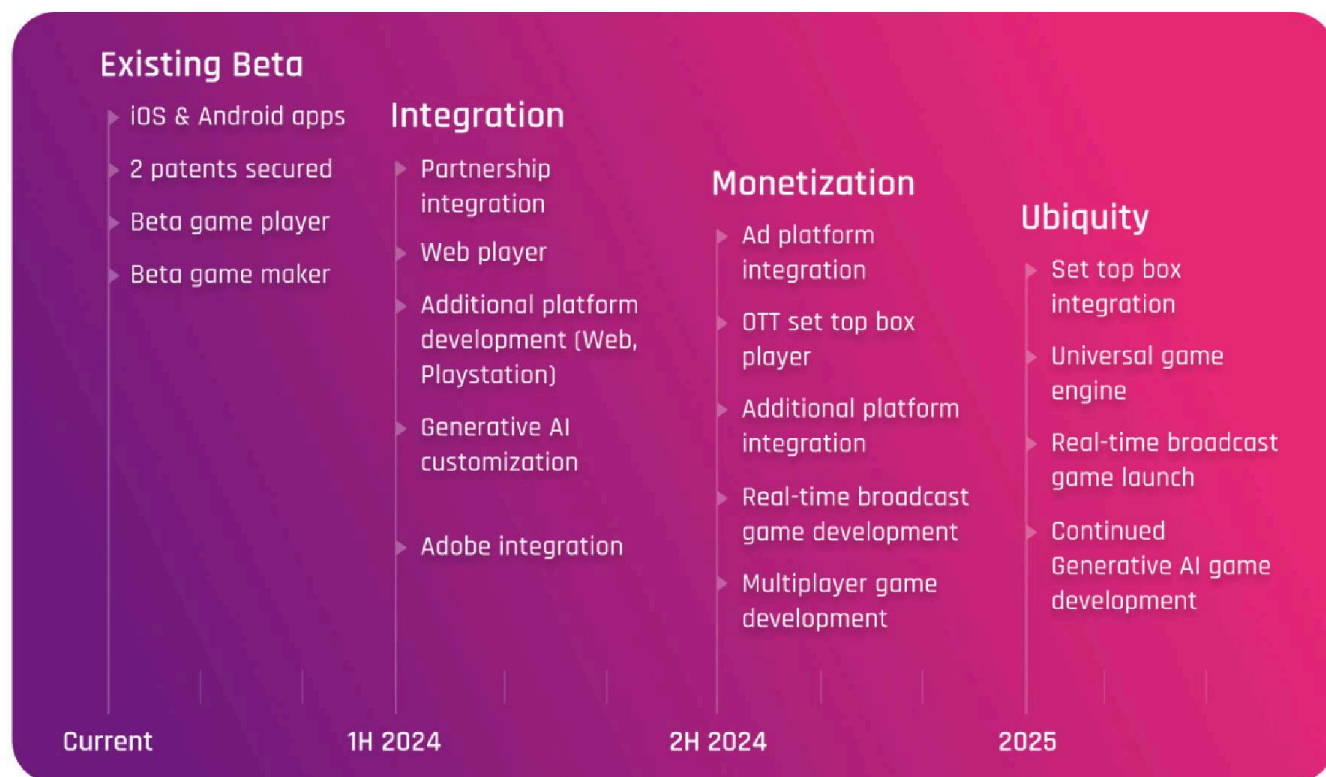 Existing Beta
iOS & Android apps
2 patents secured
Beta game player
Beta game maker
Integration
Partnership
integration
Web player
Additional platform
development (Web,
Playstation)
Generative AI
customization
Adobe integration
Monetization
Ad platform
integration
OTT set top box
player
Additional platform
integration
Real-time broadcast
game development
Multiplayer game
development
Ubiquity
Set top box
integration
Universal game
engine
Real-time broadcast
game launch
Continued
Generative AI game
development
Current
1H 2024
2H 2024
2025